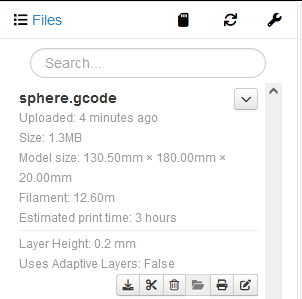 Files
Search...
sphere.gcode
Uploaded: 4 minutes ago
Size: 1.3MB
Model size: 130.50mm × 180.00mm ×
20.00mm
Filament: 12.60m
Estimated print time: 3 hours
Layer Height: 0.2 mm
Uses Adaptive Layers: False